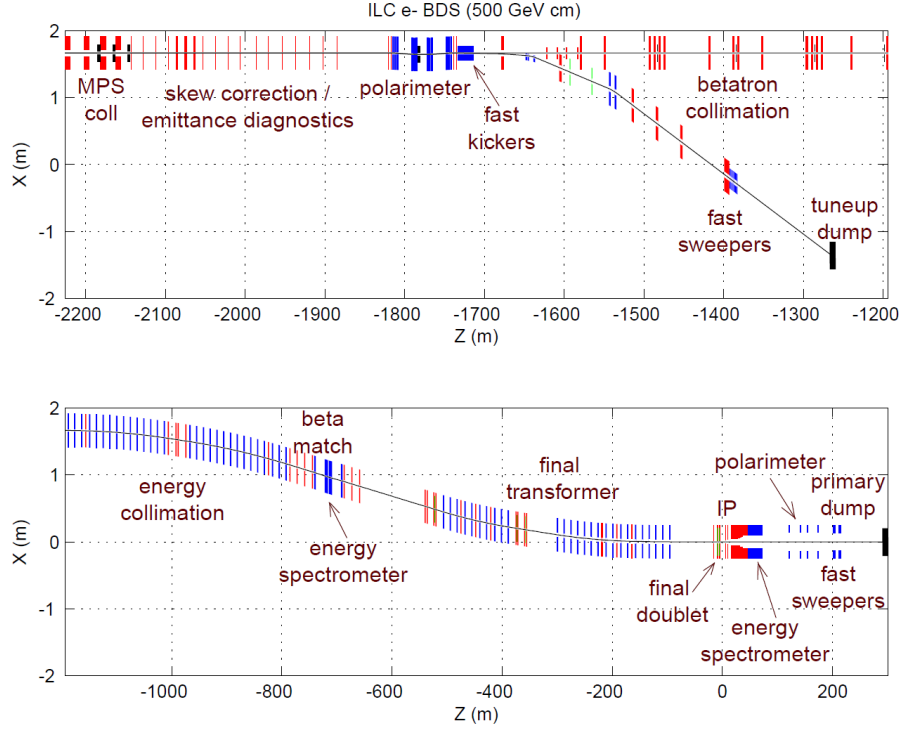 ILC e- BDS (500 GeV cm)
2
1
0
-1
-2
X (m)
MPS
coll
skew correction /
emittance diagnostics
polarimeter
fast
kickers
betatron
collimation
fast
sweepers
tuneup
dump
-2200 -2100 -2000 -1900 -1800 -1700 -1600 -1500 -1400 -1300 -1200
Z (m)
2
1
0
-1
-2
X (m)
energy
collimation
beta
match
energy
spectrometer
final
transformer
IP
polarimeter
primary
dump
final
doublet
energy
spectrometer
fast
sweepers
-1000 -800 -600 -400 -200 0 200
Z (m)